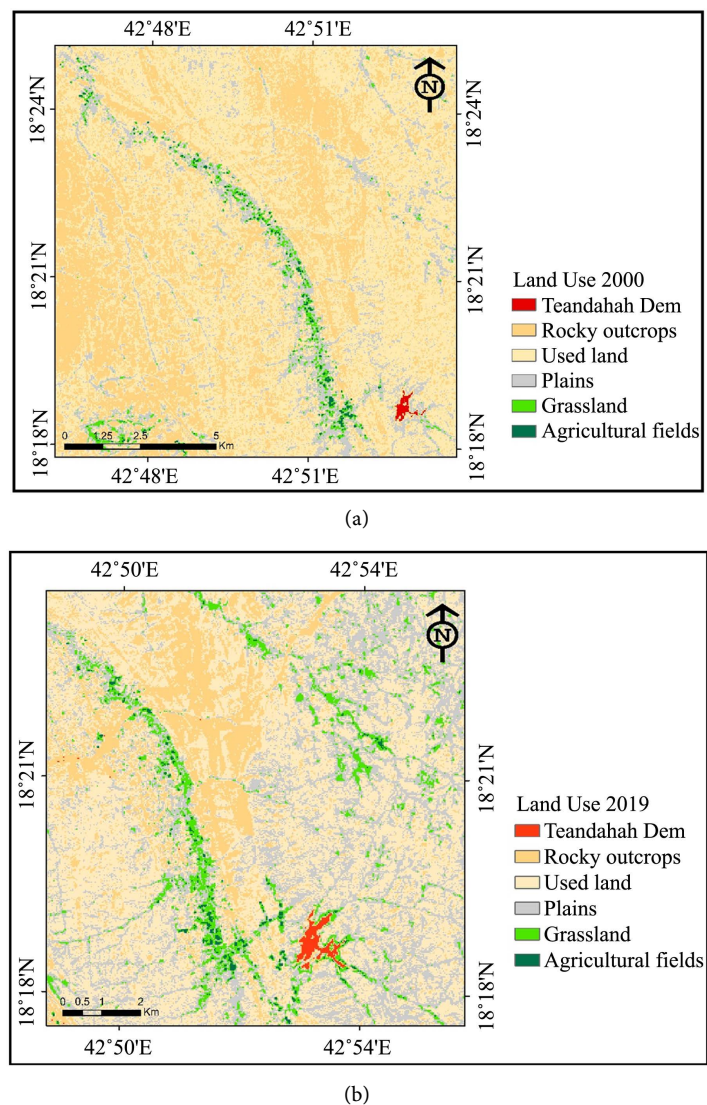 42°48'E 42°51'E
N
18°24'N 18°24'N
18°21'N 18°21'N
18°18'N 18°18'N
Land Use 2000
Teandahah Dem
Rocky outcrops
Used land
Plains
Grassland
Agricultural fields
0 1.25 2.5 5
Km
42°48'E 42°51'E
(a)
42°50'E 42°54'E
N
18°21'N 18°21'N
18°18'N 18°18'N
Land Use 2019
Teandahah Dem
Rocky outcrops
Used land
Plains
Grassland
Agricultural fields
0 0.5 1 2
Km
42°50'E 42°54'E
(b)